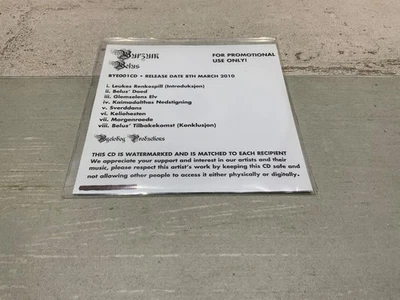 Burzum
Belus
FOR PROMOTIONAL
USE ONLY!
BYE001CD • RELEASE DATE 8TH MARCH 2010
i. Leukes Renkespill (Introduksjon)
ii. Belus' Doed
iii. Glemselens Elv
iv. Kaimadalthas Nedstigning
v. Sverddans
vi. Keliohesten
vii. Morgenroede
viii. Belus' Tilbakekomst (Konklusjon)
Byelobog Productions
THIS CD IS WATERMARKED AND IS MATCHED TO EACH RECIPIENT
We appreciate your support and interest in our artists and their
music, please respect this artist's work by keeping this CD safe and
not allowing other people to access it either physically or digitally.